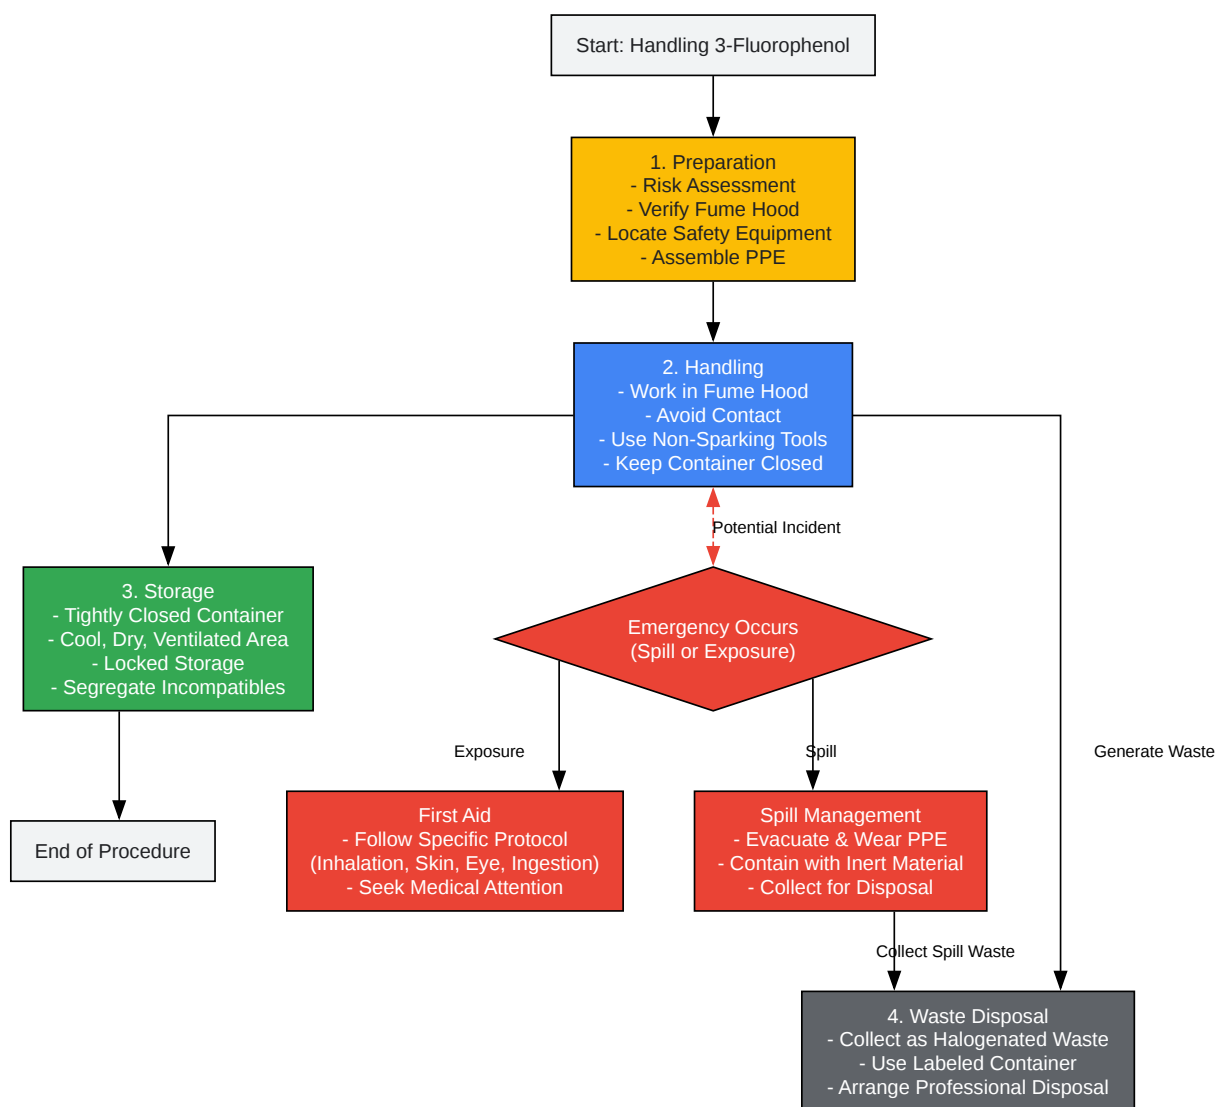 Start: Handling 3-Fluorophenol
1. Preparation
- Risk Assessment
- Verify Fume Hood
- Locate Safety Equipment
- Assemble PPE
2. Handling
- Work in Fume Hood
- Avoid Contact
- Use Non-Sparking Tools
- Keep Container Closed
Potential Incident
3. Storage
- Tightly Closed Container
- Cool, Dry, Ventilated Area
- Locked Storage
- Segregate Incompatibles
Emergency Occurs
(Spill or Exposure)
Exposure
Spill
Generate Waste
End of Procedure
First Aid
- Follow Specific Protocol
(Inhalation, Skin, Eye, Ingestion)
- Seek Medical Attention
Spill Management
- Evacuate & Wear PPE
- Contain with Inert Material
- Collect for Disposal
Collect Spill Waste
4. Waste Disposal
- Collect as Halogenated Waste
- Use Labeled Container
- Arrange Professional Disposal